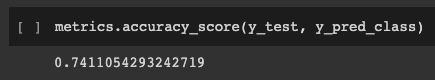 [ ] metrics.accuracy_score(y_test, y_pred_class)
0.7411054293242719